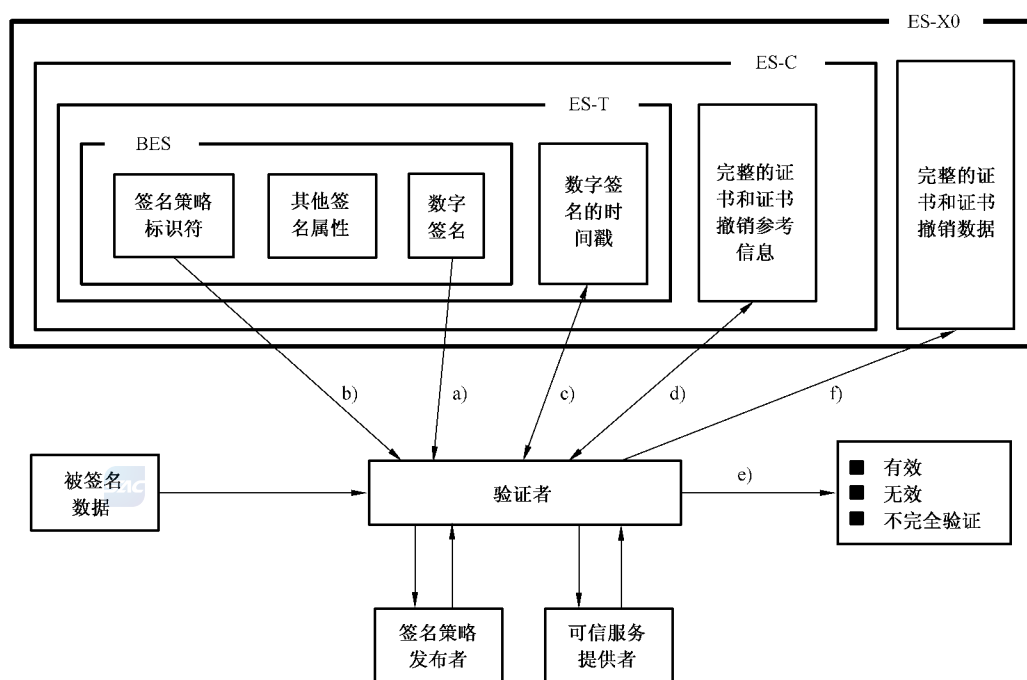 ES-X0
ES-C
ES-T
BES
签名策略
标识符
其他签
名属性
数字
签名
数字签
名的时
间戳
完整的证
书和证书
撤销参考
信息
完整的证
书和证书
撤销数据
b)
a)
c)
d)
f)
被签名
数据
验证者
e)
有效
无效
不完全验证
签名策略
发布者
可信服务
提供者